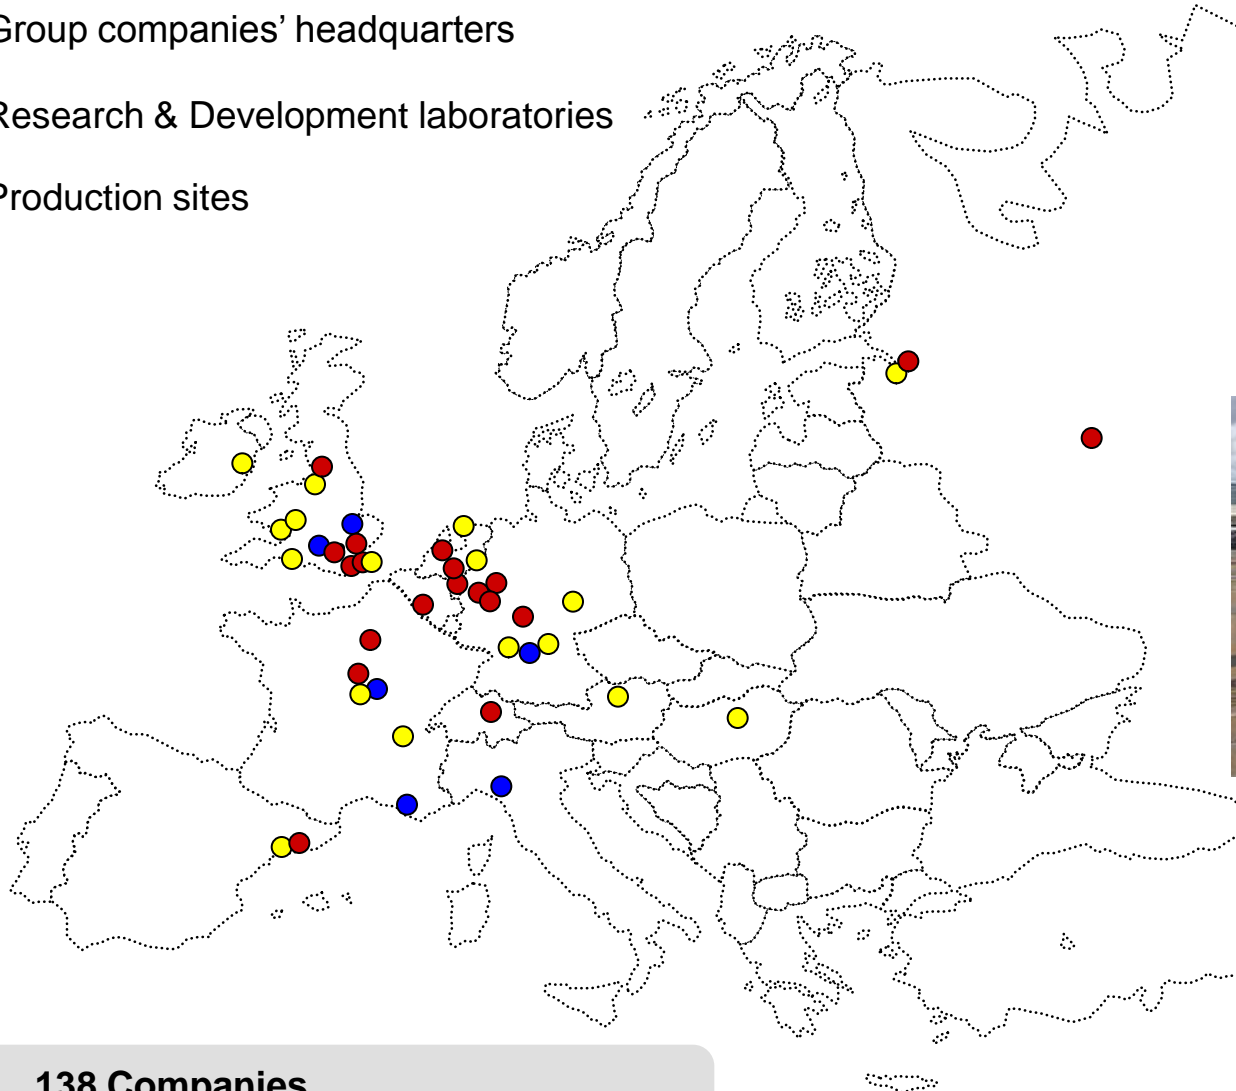 Group companies’ headquarters
Research & Development laboratories
Production sites
138 Companies